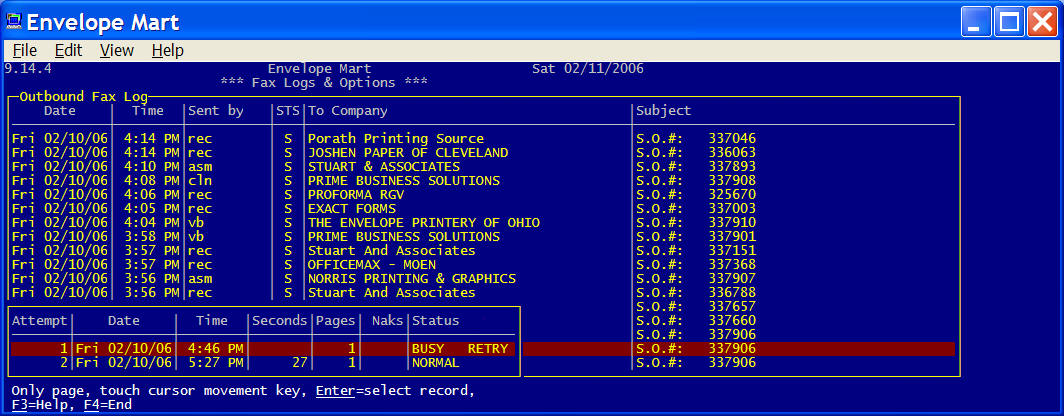 Envelope Mart
File Edit View Help
9.14.4 Envelope Mart Sat 02/11/2006
*** Fax Logs & Options ***
Outbound Fax Log
Date Time Sent by STS To Company Subject
Fri 02/10/06 4:14 PM rec S Porath Printing Source S.O.#: 337046
Fri 02/10/06 4:14 PM rec S JOSHEN PAPER OF CLEVELAND S.O.#: 336063
Fri 02/10/06 4:10 PM asm S STUART & ASSOCIATES S.O.#: 337893
Fri 02/10/06 4:08 PM cln S PRIME BUSINESS SOLUTIONS S.O.#: 337908
Fri 02/10/06 4:06 PM rec S PROFORMA RGV S.O.#: 325670
Fri 02/10/06 4:05 PM rec S EXACT FORMS S.O.#: 337003
Fri 02/10/06 4:04 PM vb S THE ENVELOPE PRINTERY OF OHIO S.O.#: 337910
Fri 02/10/06 3:58 PM vb S PRIME BUSINESS SOLUTIONS S.O.#: 337901
Fri 02/10/06 3:57 PM rec S Stuart And Associates S.O.#: 337151
Fri 02/10/06 3:57 PM rec S OFFICEMAX - MOEN S.O.#: 337368
Fri 02/10/06 3:56 PM asm S NORRIS PRINTING & GRAPHICS S.O.#: 337907
Fri 02/10/06 3:56 PM rec S Stuart And Associates S.O.#: 336788
S.O.#: 337657
Attempt Date Time Seconds Pages Naks Status S.O.#: 337660
S.O.#: 337906
1 Fri 02/10/06 4:46 PM 1 BUSY RETRY S.O.#: 337906
2 Fri 02/10/06 5:27 PM 27 1 NORMAL S.O.#: 337906
Only page, touch cursor movement key, Enter=select record,
F3=Help, F4=End